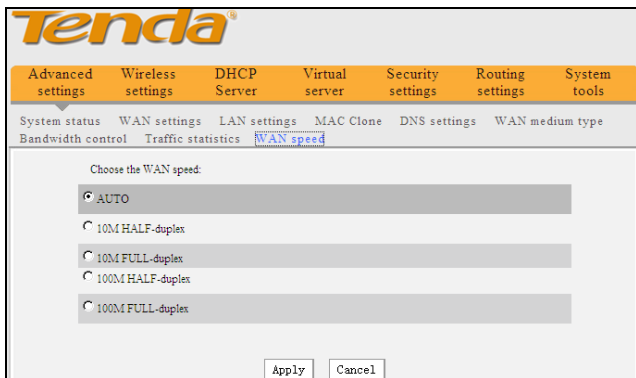 Tenda®
Advanced settings Wireless settings DHCP Server Virtual server Security settings Routing settings System tools
System status WAN settings LAN settings MAC Clone DNS settings WAN medium type
Bandwidth control Traffic statistics WAN speed
Choose the WAN speed:
AUTO
10M HALF-duplex
10M FULL-duplex
100M HALF-duplex
100M FULL-duplex
Apply Cancel